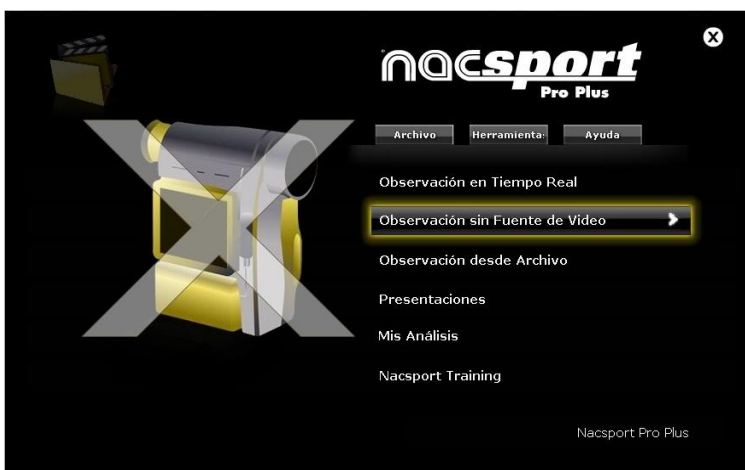 nacsport
Pro Plus
Archivo Herramienta: Ayuda
Observación en Tiempo Real
Observación sin Fuente de Video
Observación desde Archivo
Presentaciones
Mis Análisis
Nacsport Training
Nacsport Pro Plus